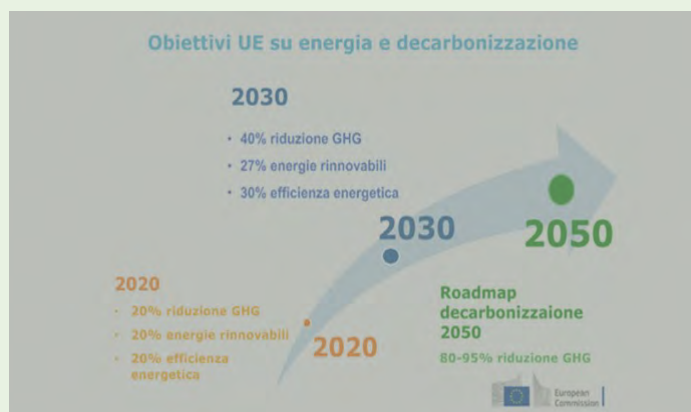 Obiettivi UE su energia e decarbonizzazione
2030
• 40% riduzione GHG
• 27% energie rinnovabili
• 30% efficienza energetica
2030
2050
2020
• 20% riduzione GHG
• 20% energie rinnovabili
• 20% efficienza
energetica
2020
Roadmap
decarbonizzaione
2050
80-95% riduzione GHG
European
Commission